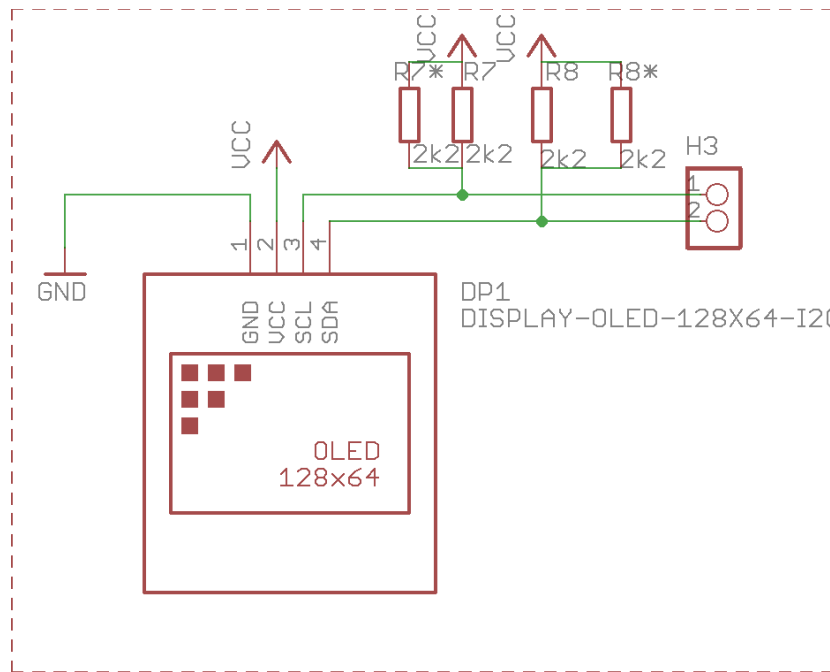 VCC
VCC
R7* R7 R8 R8*
2k2 2k2 2k2 2k2
VCC
H3
1
2
1 2 3 4
GND
GND VCC SCL SDA
DP1
DISPLAY-OLED-128X64-I2C
OLED
128x64